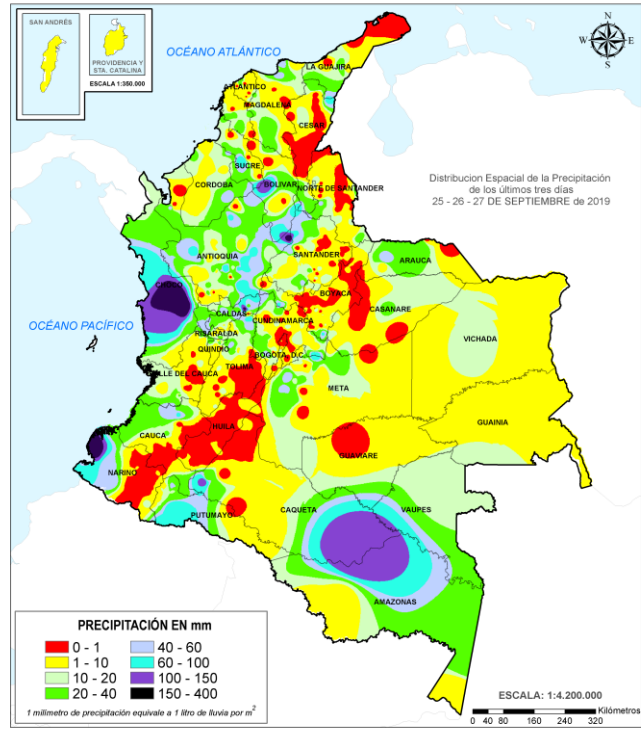 SAN ANDRÉS
PROVIDENCIA Y
STA. CATALINA
ESCALA 1:350.000
OCÉANO ATLÁNTICO
N
W E
S
LA GUAJIRA
ATLÁNTICO
MAGDALENA
CESAR
SUCRE
CORDOBA
BOLIVAR
NORTE DE SANTANDER
Distribucion Espacial de la Precipitación
de los últimos tres días
25 - 26 - 27 DE SEPTIEMBRE de 2019
ANTIOQUIA
SANTANDER
ARAUCA
CHOCO
BOYACA
CASANARE
OCÉANO PACÍFICO
CALDAS
CUNDINAMARCA
RISARALDA
VICHADA
QUINDIO
BOGOTA, D.C.
TOLIMA
VALLE DEL CAUCA
META
GUAINIA
CAUCA
HUILA
GUAVIARE
NARIÑO
CAQUETA
VAUPES
PUTUMAYO
AMAZONAS
PRECIPITACIÓN EN mm
0 - 1 40 - 60
1 - 10 60 - 100
10 - 20 100 - 150
20 - 40 150 - 400
1 milimetro de precipitación equivale a 1 litro de lluvia por m²
ESCALA: 1:4.200.000
Kilómetros
0 40 80 160 240 320